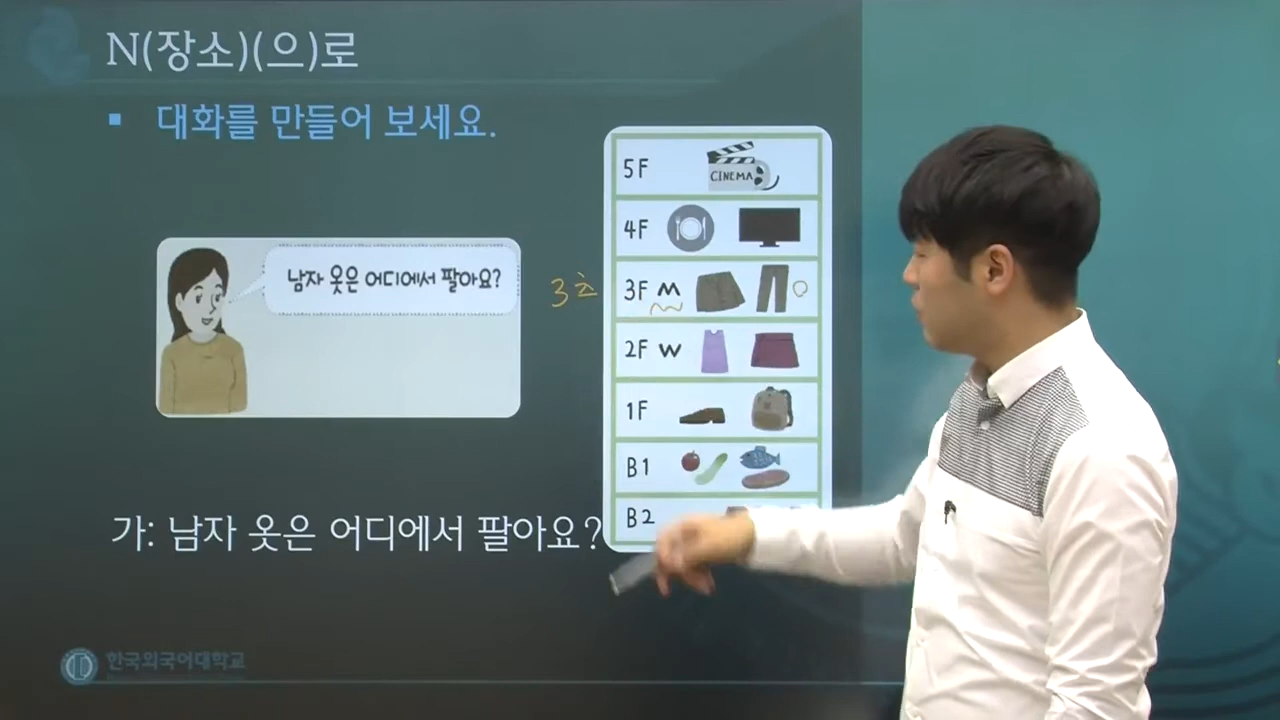 N(장소)(으)로
▪ 대화를 만들어 보세요.
남자 옷은 어디에서 팔아요?
3층
5F CINEMA
4F
3F M
2F W
1F
B1
B2
가: 남자 옷은 어디에서 팔아요?
한국외국어대학교